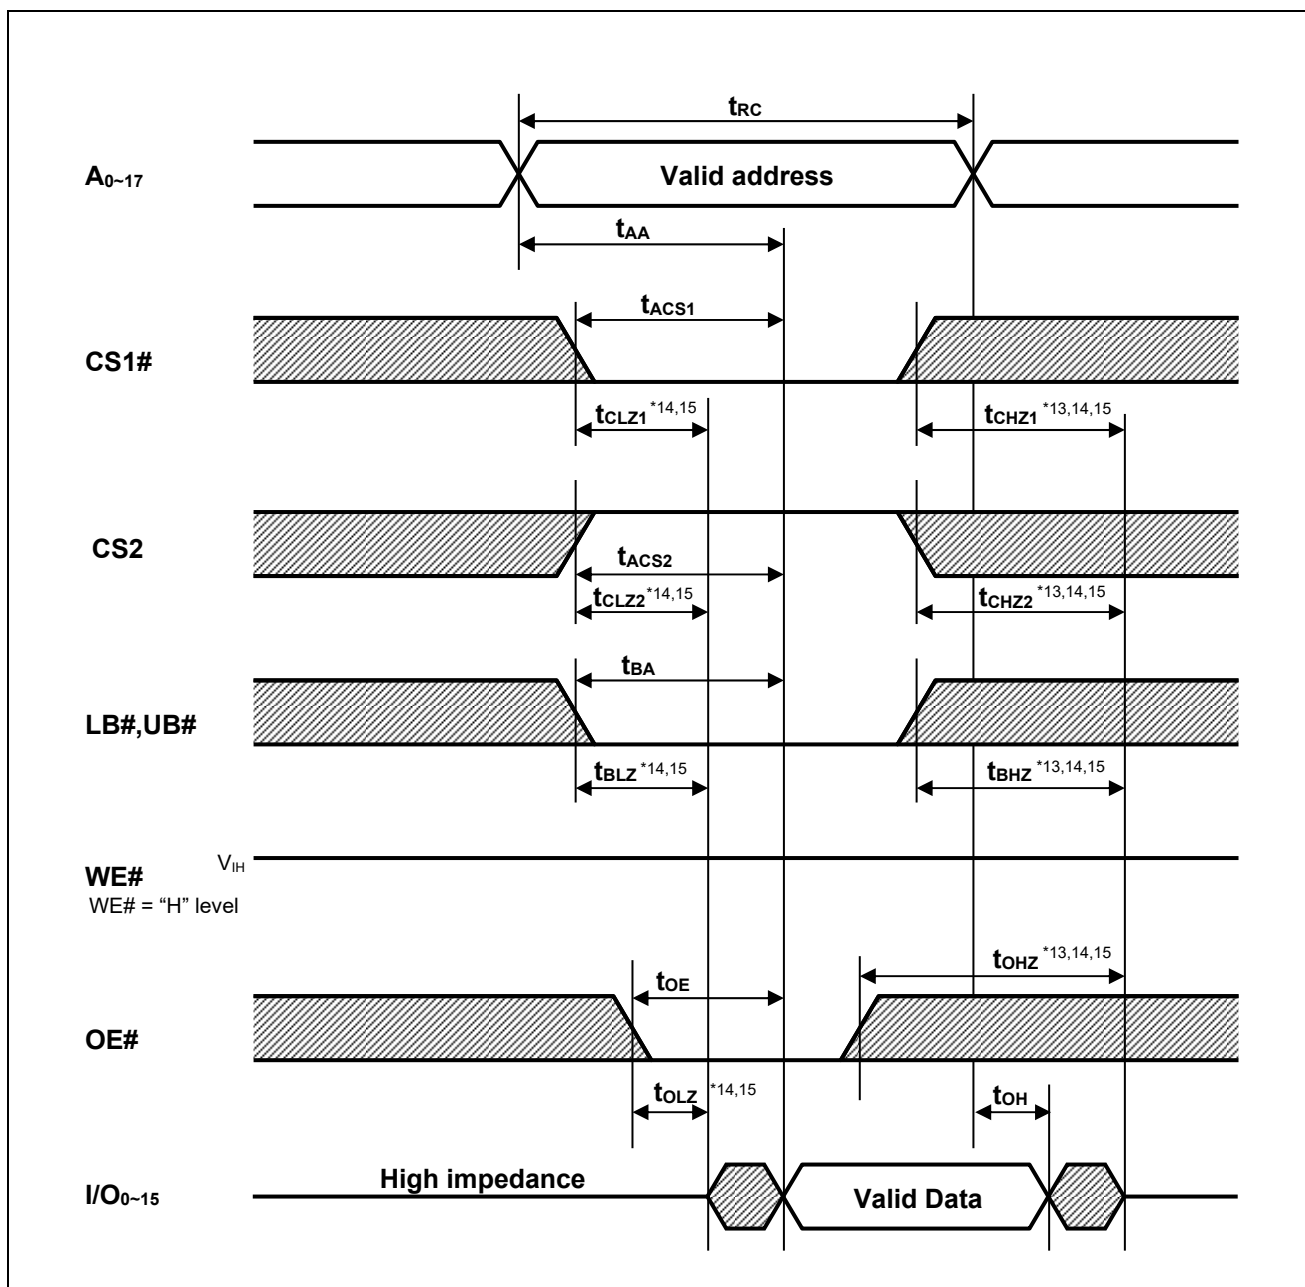 tRC
A0~17
Valid address
tAA
tACS1
CS1#
tCLZ1 *14,15
tCHZ1 *13,14,15
CS2
tACS2
tCLZ2 *14,15
tCHZ2 *13,14,15
tBA
LB#,UB#
tBLZ *14,15
tBHZ *13,14,15
VIH
WE#
WE# = “H” level
tOHZ *13,14,15
tOE
OE#
tOLZ *14,15
tOH
High impedance
I/O0~15
Valid Data